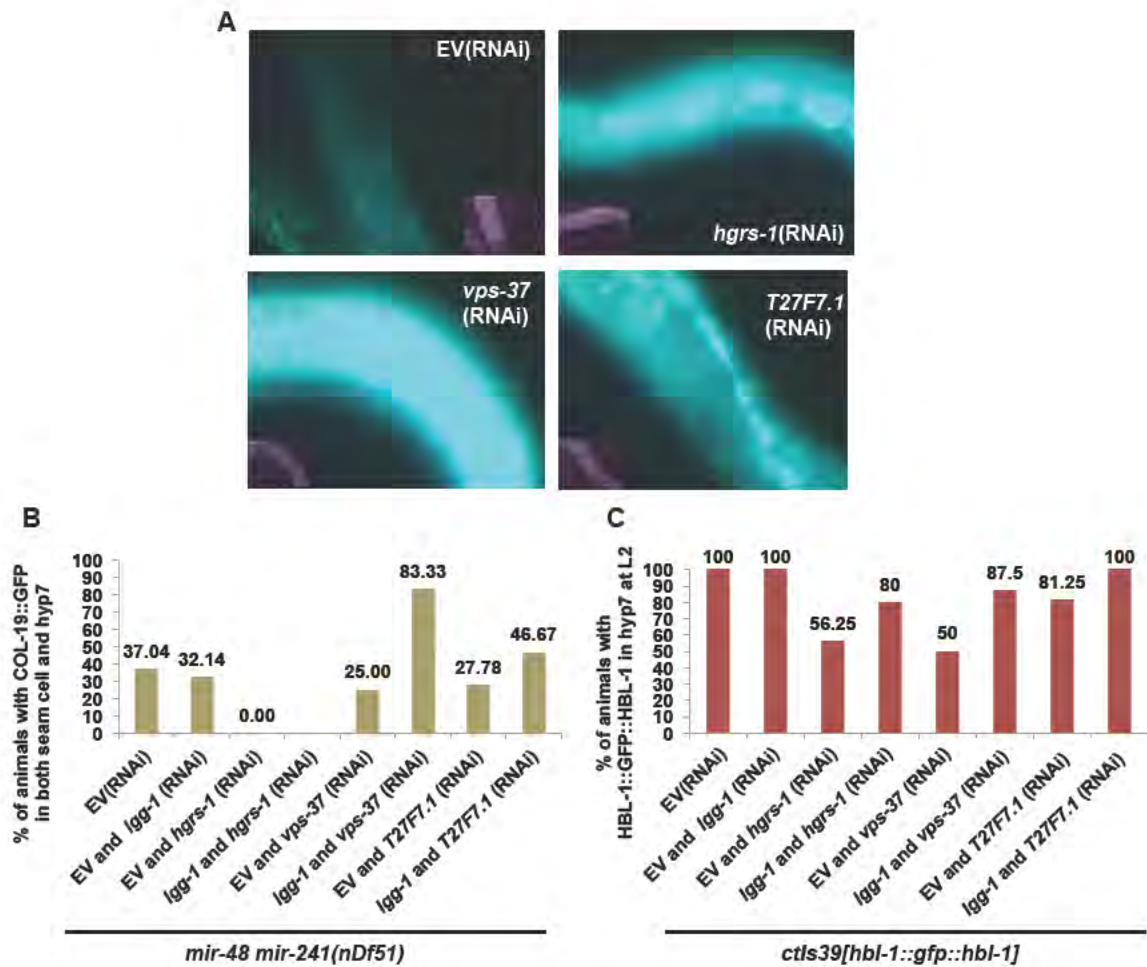 A
EV(RNAi)
hgrs-1(RNAi)
vps-37
(RNAi)
T27F7.1
(RNAi)
B
% of animals with COL-19::GFP
in both seam cell and hyp7
100
90
80
70
60
50
40
30
20
10
0
37.04
32.14
0.00
25.00
83.33
27.78
46.67
EV(RNAi)
EV and lgg-1 (RNAi)
EV and hgrs-1 (RNAi)
lgg-1 and hgrs-1 (RNAi)
EV and vps-37 (RNAi)
lgg-1 and vps-37 (RNAi)
EV and T27F7.1 (RNAi)
lgg-1 and T27F7.1 (RNAi)
mir-48 mir-241(nDf51)
C
% of animals with
HBL-1::GFP::HBL-1 in hyp7 at L2
100
90
80
70
60
50
40
30
20
10
0
100
100
56.25
80
50
87.5
81.25
100
EV(RNAi)
EV and lgg-1 (RNAi)
EV and hgrs-1 (RNAi)
lgg-1 and hgrs-1 (RNAi)
EV and vps-37 (RNAi)
lgg-1 and vps-37 (RNAi)
EV and T27F7.1 (RNAi)
lgg-1 and T27F7.1 (RNAi)
ctIs39[hbl-1::gfp::hbl-1]